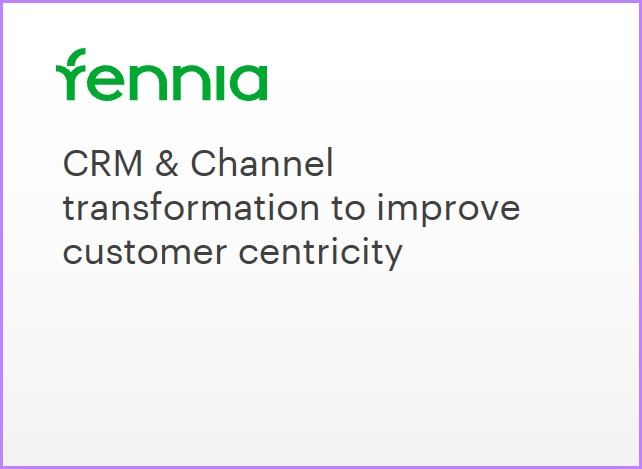 fennia
CRM & Channel
transformation to improve
customer centricity